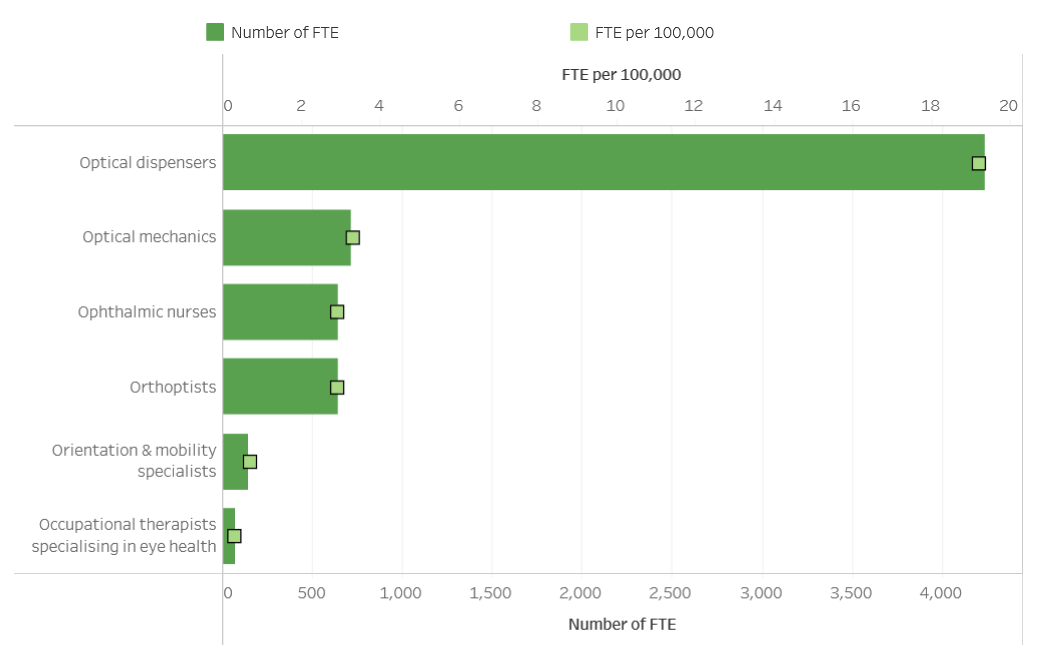 Number of FTE
FTE per 100,000
FTE per 100,000
0 2 4 6 8 10 12 14 16 18 20
Optical dispensers
Optical mechanics
Ophthalmic nurses
Orthoptists
Orientation & mobility
specialists
Occupational therapists
specialising in eye health
0 500 1,000 1,500 2,000 2,500 3,000 3,500 4,000
Number of FTE